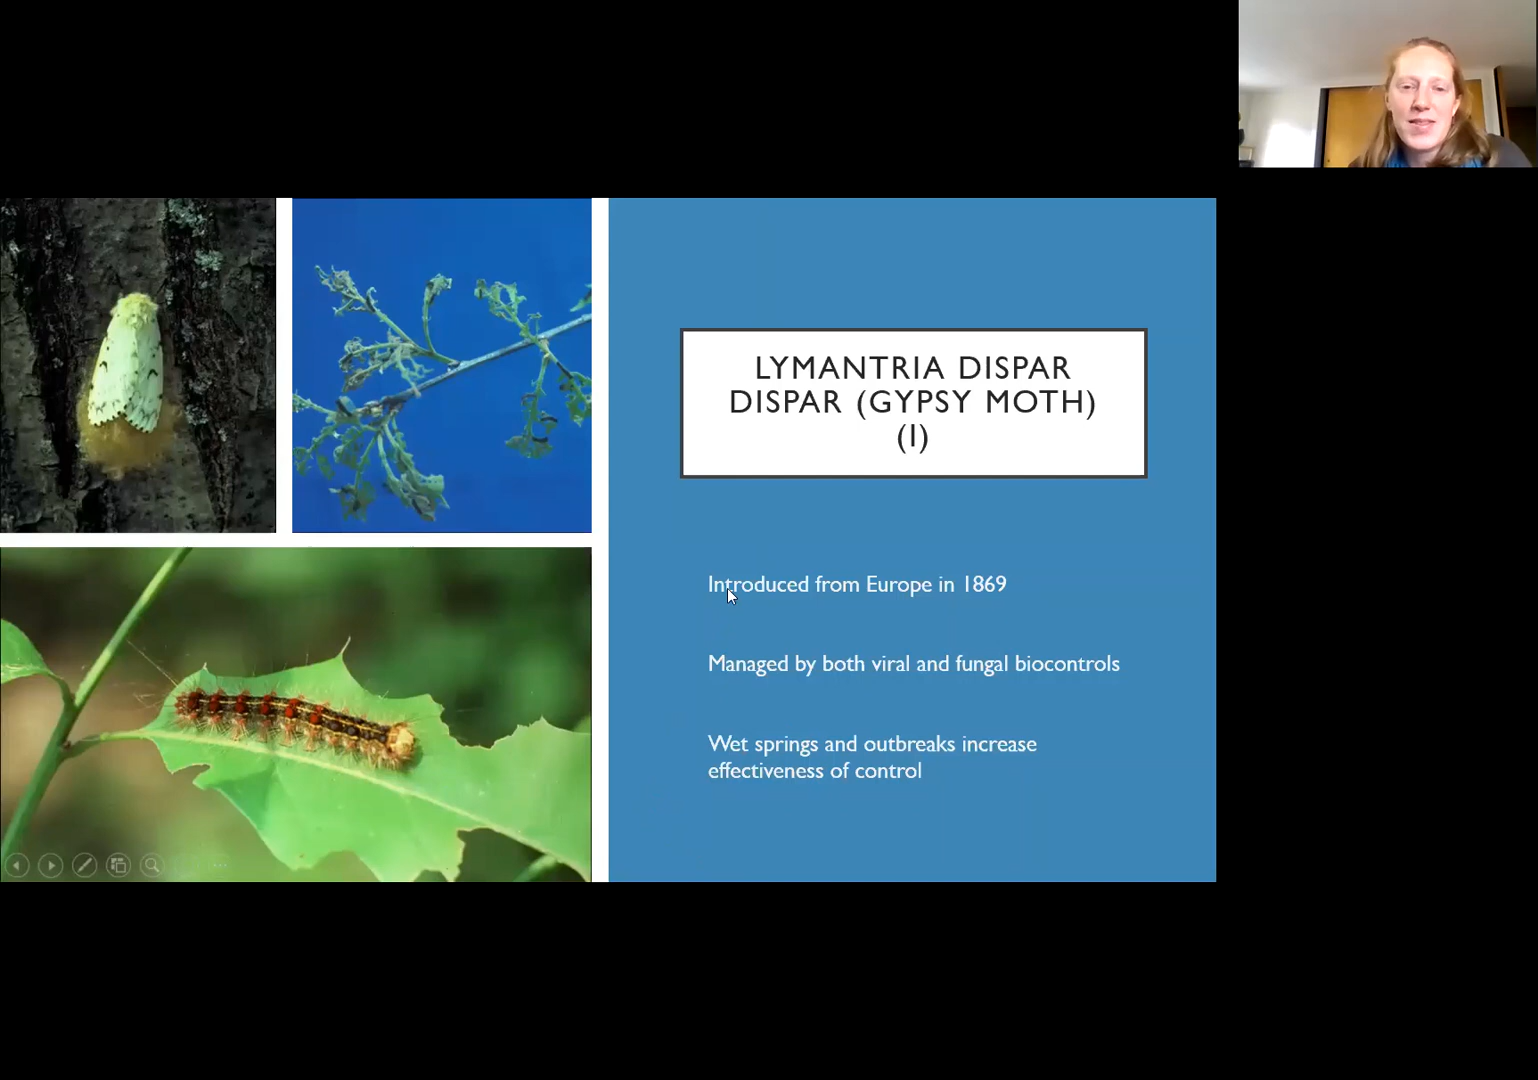 LYMANTRIA DISPAR
DISPAR (GYPSY MOTH)
(I)
Introduced from Europe in 1869
Managed by both viral and fungal biocontrols
Wet springs and outbreaks increase
effectiveness of control